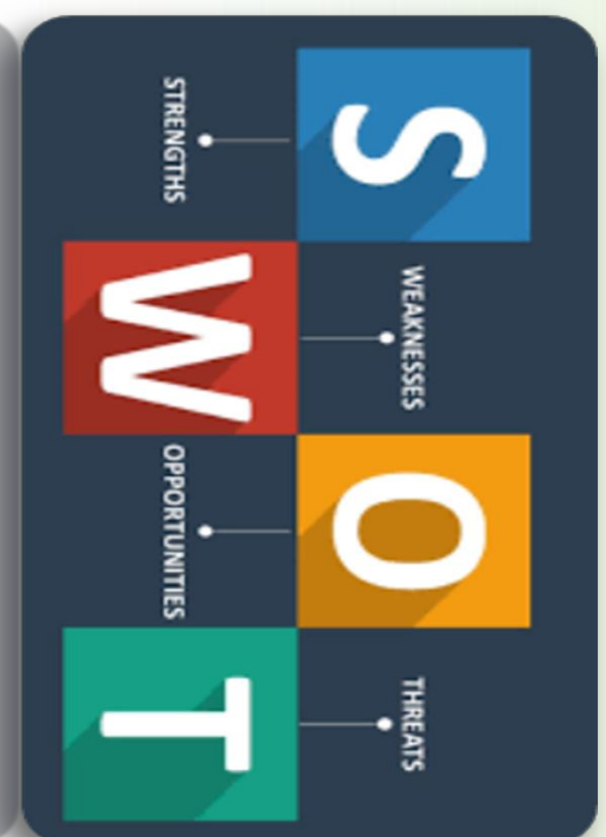 S
STRENGTHS
W
WEAKNESSES
O
OPPORTUNITIES
T
THREATS